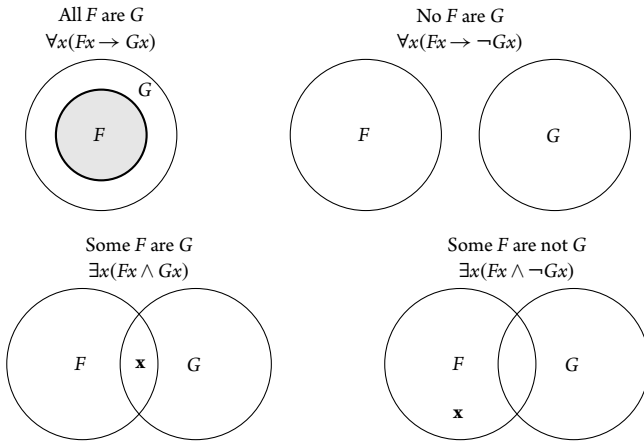 All F are G
∀x(Fx → Gx)
G
F
No F are G
∀x(Fx → ¬Gx)
F
G
Some F are G
∃x(Fx ∧ Gx)
F
x
G
Some F are not G
∃x(Fx ∧ ¬Gx)
F
G
x